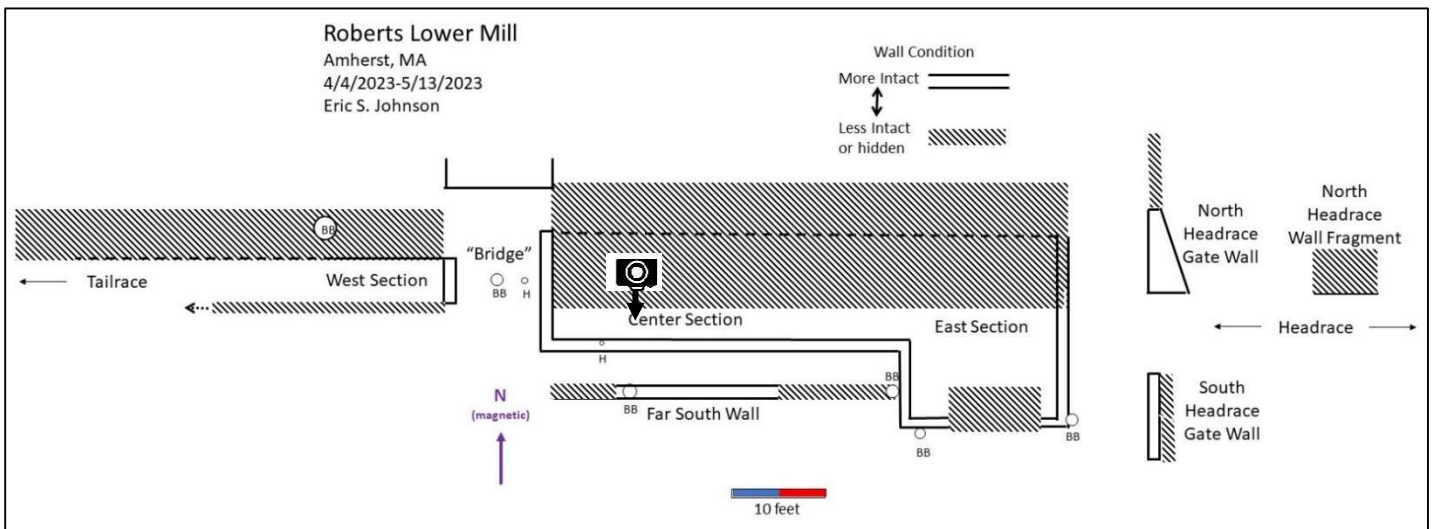 Roberts Lower Mill
Amherst, MA
4/4/2023-5/13/2023
Eric S. Johnson
Wall Condition
More Intact
Less Intact
or hidden
BB
"Bridge"
BB
H
Tailrace
West Section
Center Section
East Section
H
North
Headrace
Gate Wall
North
Headrace
Wall Fragment
Headrace
N
(magnetic)
BB
Far South Wall
BB
BB
BB
South
Headrace
Gate Wall
10 feet